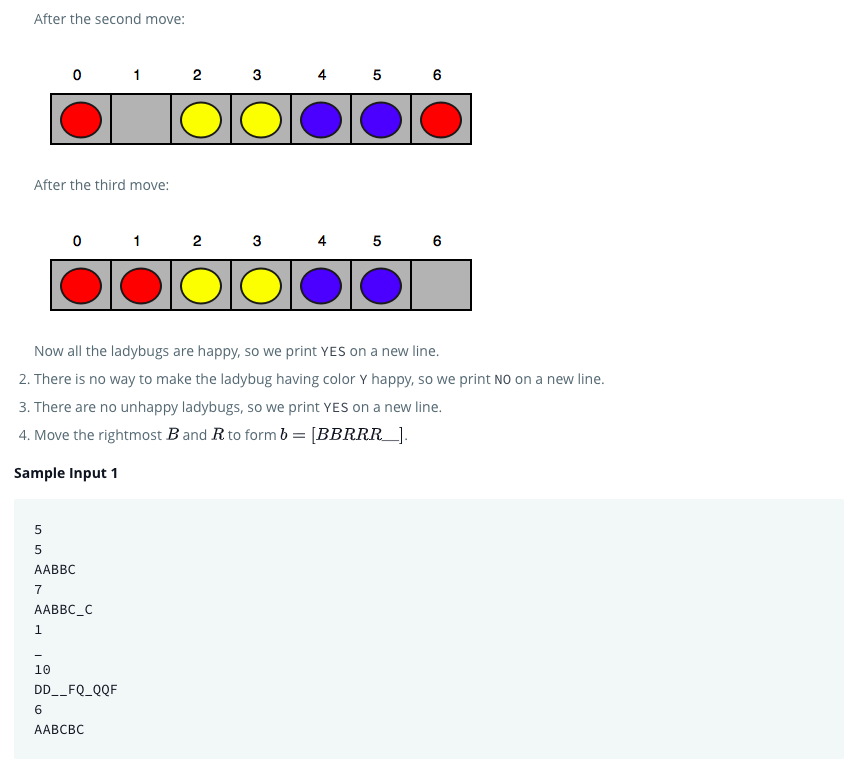 After the second move:
0 1 2 3 4 5 6
After the third move:
0 1 2 3 4 5 6
Now all the ladybugs are happy, so we print YES on a new line.
2. There is no way to make the ladybug having color Y happy, so we print NO on a new line.
3. There are no unhappy ladybugs, so we print YES on a new line.
4. Move the rightmost B and R to form b = [BBRRR__].
Sample Input 1
5
5
AABBC
7
AABBC_C
1
_
10
DD__FQ_QQF
6
AABCBC